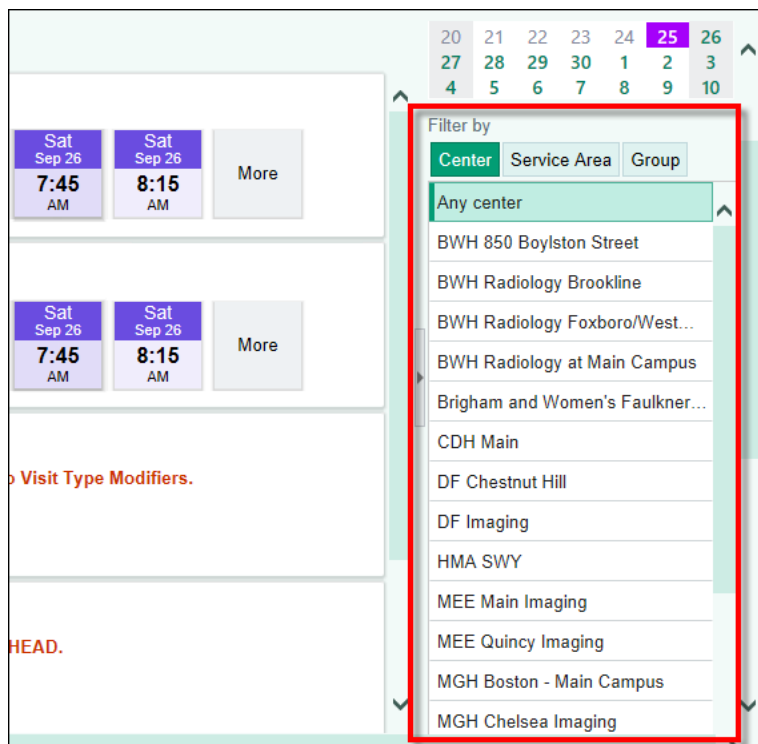 20 21 22 23 24 25 26
27 28 29 30 1 2 3
4 5 6 7 8 9 10
Filter by
Center Service Area Group
Any center
BWH 850 Boylston Street
BWH Radiology Brookline
BWH Radiology Foxboro/West...
BWH Radiology at Main Campus
Brigham and Women's Faulkner...
CDH Main
DF Chestnut Hill
DF Imaging
HMA SWY
MEE Main Imaging
MEE Quincy Imaging
MGH Boston - Main Campus
MGH Chelsea Imaging
Sat Sat
Sep 26 Sep 26
7:45 8:15 More
AM AM
Sat Sat
Sep 26 Sep 26
7:45 8:15 More
AM AM
Visit Type Modifiers.
HEAD.